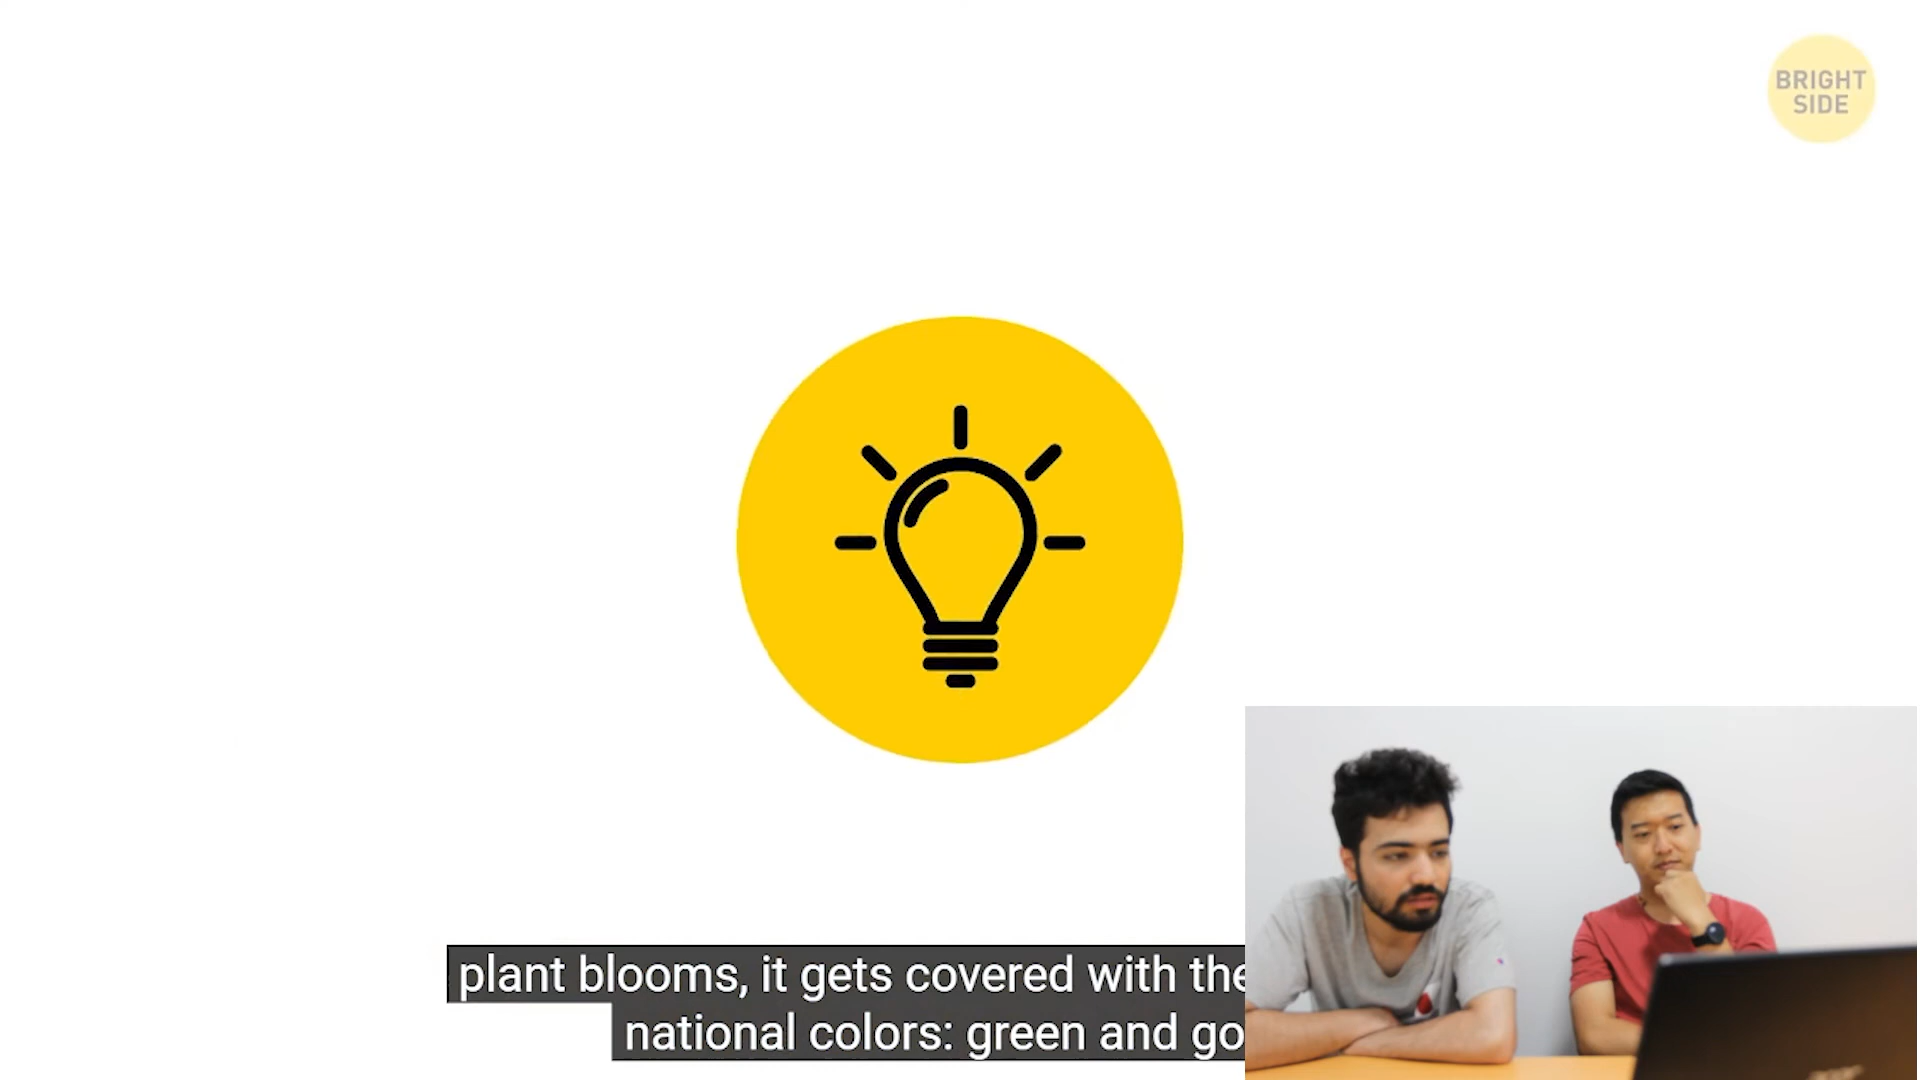 BRIGHT
SIDE
plant blooms, it gets covered with the
national colors: green and go